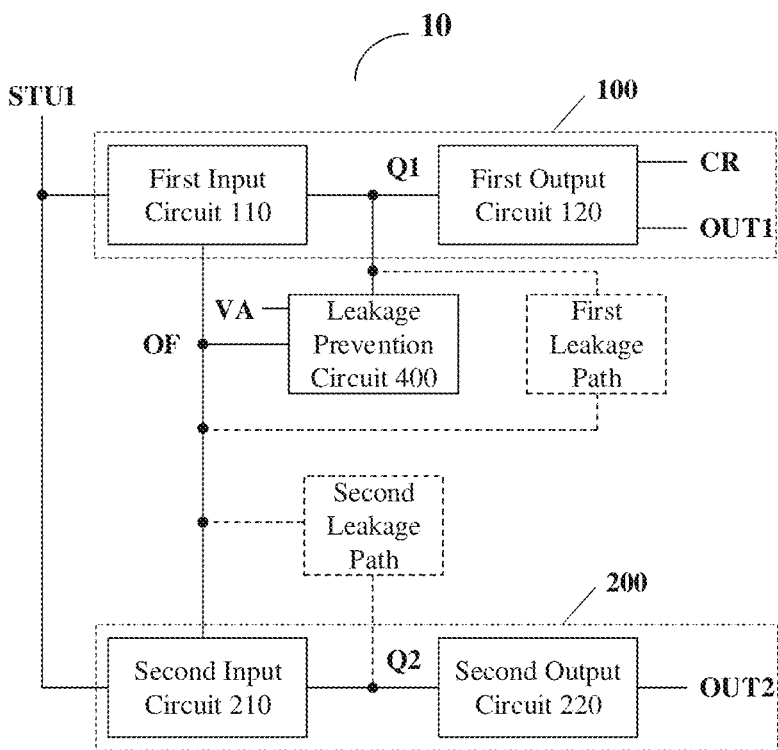 10
STU1
100
First Input
Circuit 110
Q1
First Output
Circuit 120
CR
OUT1
VA
OF
Leakage
Prevention
Circuit 400
First
Leakage
Path
Second
Leakage
Path
200
Second Input
Circuit 210
Q2
Second Output
Circuit 220
OUT2